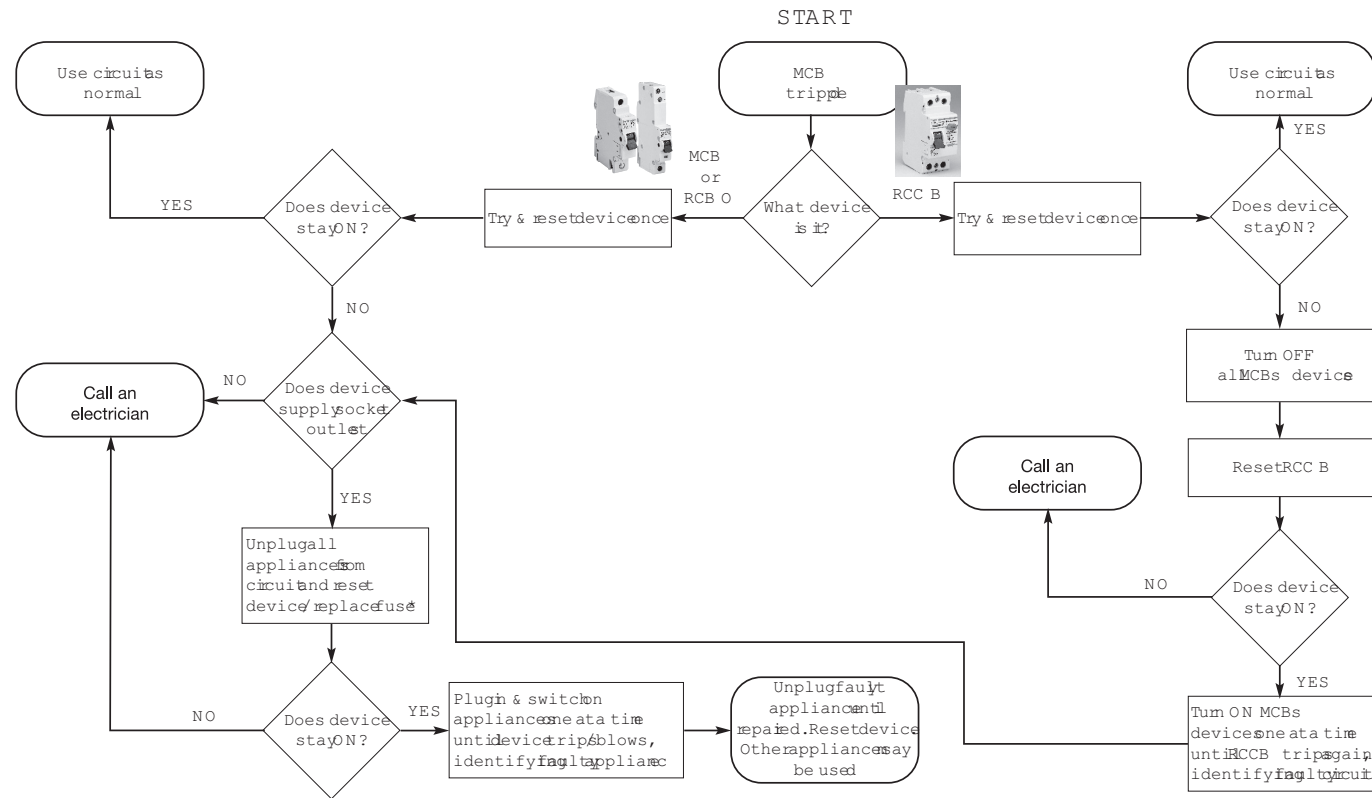 START
MCB
tripped
Use circuit as
normal
Use circuit as
normal
YES
MCB
or
RCBO
RCCB
What device
is it?
Try & reset device once
Try & reset device once
Does device
stay ON?
YES
NO
Does device
stay ON?
NO
Turn OFF
all MCBs devices
Reset RCCB
Does device
stay ON?
NO
Call an
electrician
YES
Turn ON MCBs
devices one at a time
until RCCB trips again,
identifying faulty circuit
Does device
supply socket
outlet
NO
Call an
electrician
YES
Unplug all
appliances from
circuit and reset
device/replace fuse*
Does device
stay ON?
NO
YES
Plug in & switch on
appliances one at a time
until device trips/blows,
identifying faulty appliance
Unplug faulty
appliance until
repaired. Reset device.
Other appliances may
be used